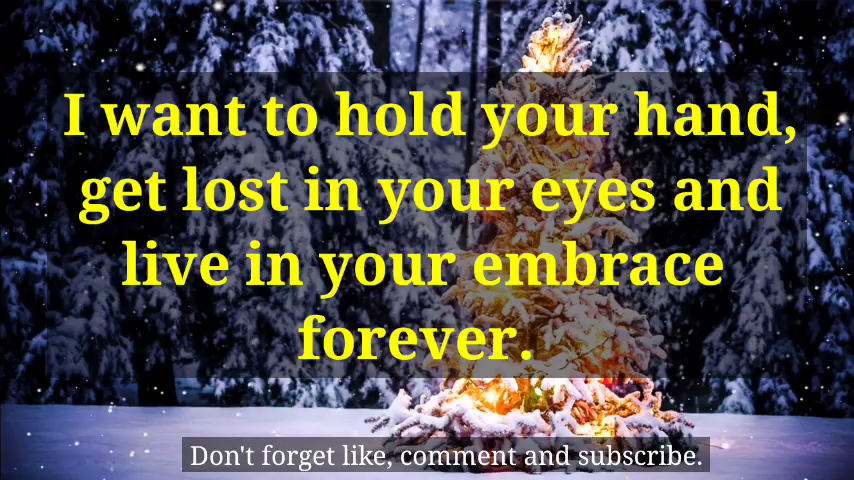 I want to hold your hand,
get lost in your eyes and
live in your embrace
forever.
Don't forget like, comment and subscribe.